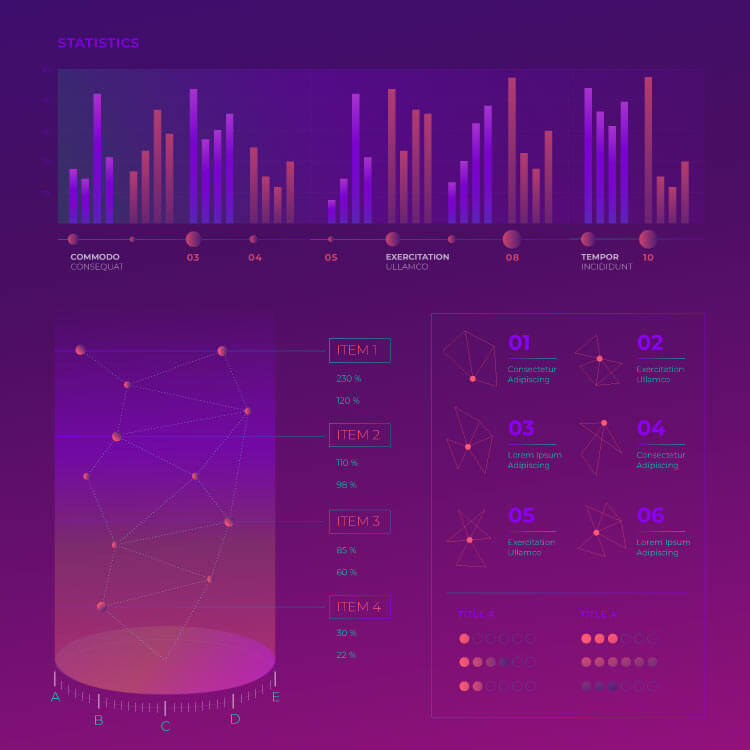 STATISTICS
COMMODO
CONSEQUAT
03
04
05
EXERCITATION
ULLAMCO
08
TEMPOR
INCIDIDUNT
10
ITEM 1
230 %
120 %
ITEM 2
110 %
98 %
ITEM 3
85 %
60 %
ITEM 4
30 %
22 %
A
B
C
D
E
01
Consectetur
Adipiscing
02
Exercitation
Ullamco
03
Lorem Ipsum
Adipiscing
04
Consectetur
Adipiscing
05
Exercitation
Ullamco
06
Lorem Ipsum
Adipiscing
TITLE A
TITLE A